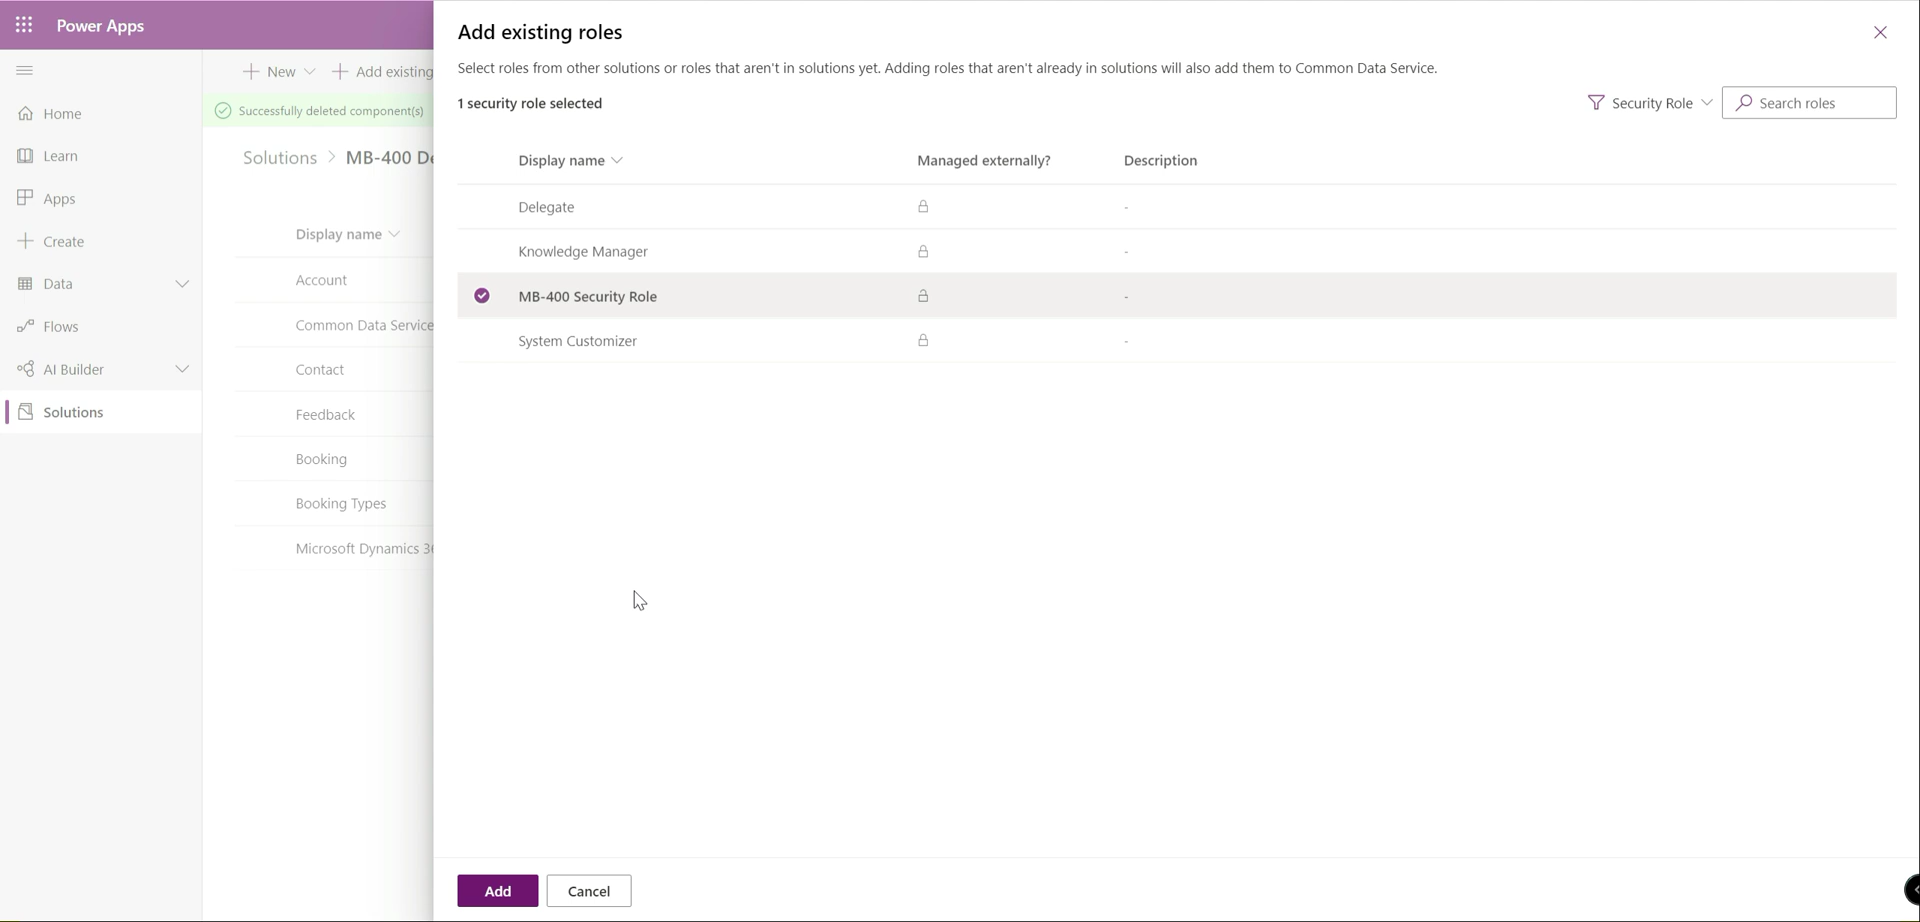 Power Apps
Home
Learn
Apps
Create
Data
Flows
AI Builder
Solutions
New
Add existing
Successfully deleted component(s)
Solutions > MB-400 De
Display name
Account
Common Data Service
Contact
Feedback
Booking
Booking Types
Microsoft Dynamics 36
Add existing roles
Select roles from other solutions or roles that aren't in solutions yet. Adding roles that aren't already in solutions will also add them to Common Data Service.
1 security role selected
Security Role
Search roles
Display name Managed externally? Description
Delegate -
Knowledge Manager -
MB-400 Security Role -
System Customizer -
Add Cancel